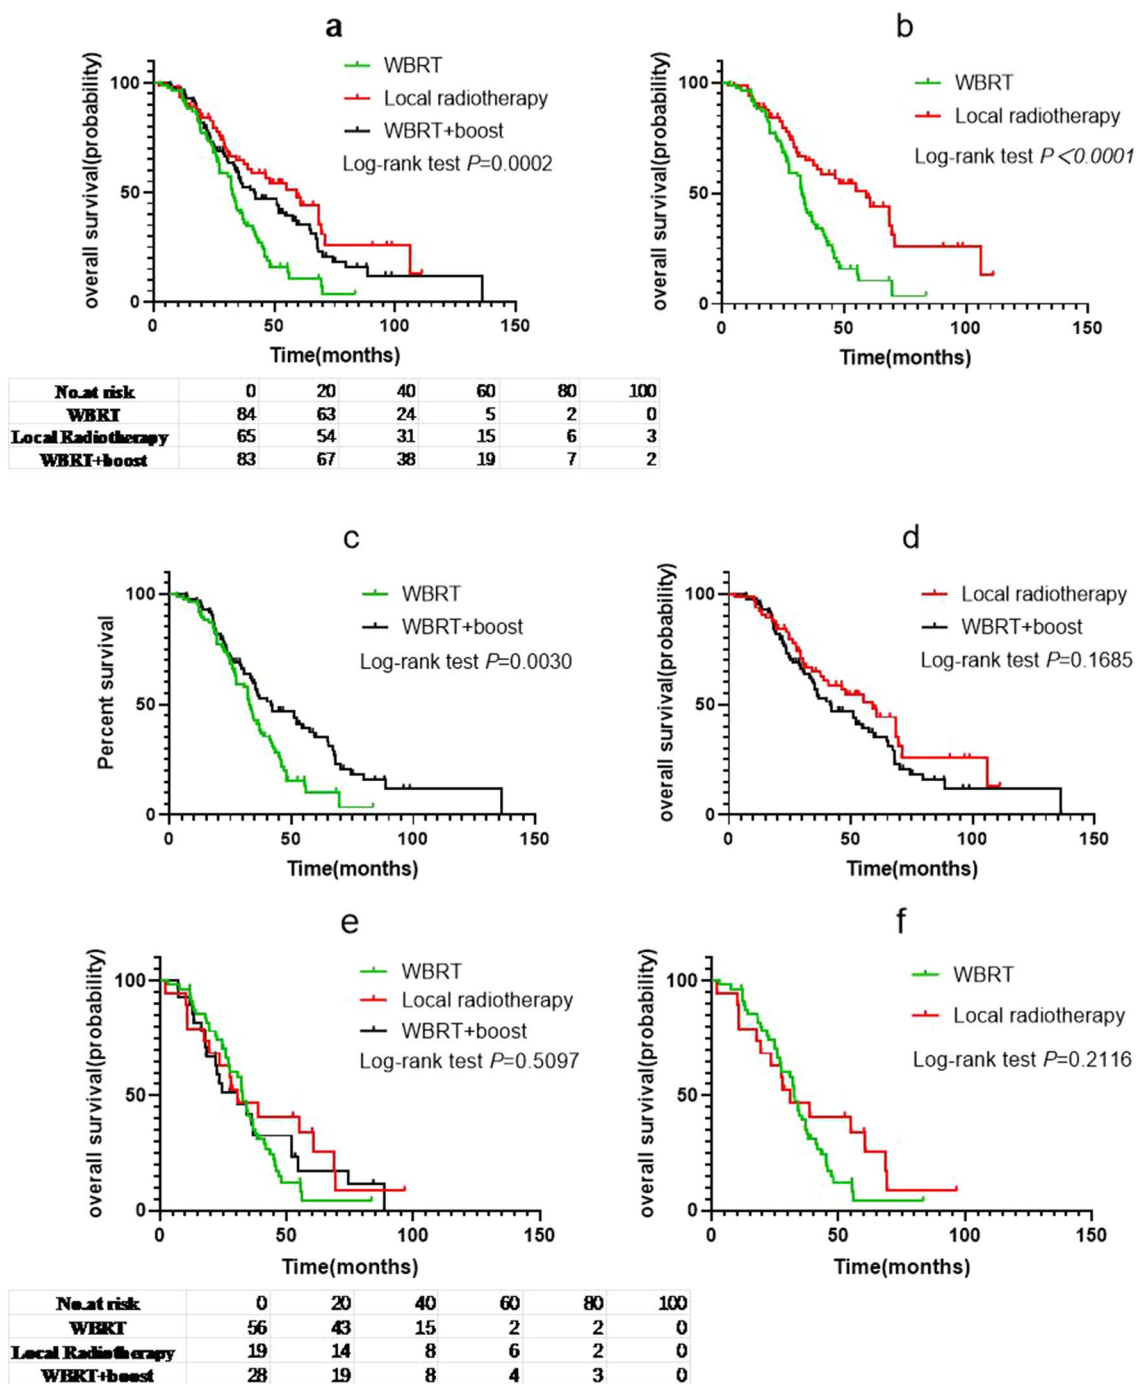 a
overall survival(probability)
100
50
0
0 50 100 150
Time(months)
WBRT
Local radiotherapy
WBRT+boost
Log-rank test P=0.0002
b
overall survival(probability)
100
50
0
0 50 100 150
Time(months)
WBRT
Local radiotherapy
Log-rank test P<0.0001
No.at risk 0 20 40 60 80 100
WBRT 84 63 24 5 2 0
Local Radiotherapy 65 54 31 15 6 3
WBRT+boost 83 67 38 19 7 2
c
Percent survival
100
50
0
0 50 100 150
Time(months)
WBRT
WBRT+boost
Log-rank test P=0.0030
d
overall survival(probability)
100
50
0
0 50 100 150
Time(months)
Local radiotherapy
WBRT+boost
Log-rank test P=0.1685
e
overall survival(probability)
100
50
0
0 50 100 150
Time(months)
WBRT
Local radiotherapy
WBRT+boost
Log-rank test P=0.5097
f
overall survival(probability)
100
50
0
0 50 100 150
Time(months)
WBRT
Local radiotherapy
Log-rank test P=0.2116
No.at risk 0 20 40 60 80 100
WBRT 56 43 15 2 2 0
Local Radiotherapy 19 14 8 6 2 0
WBRT+boost 28 19 8 4 3 0